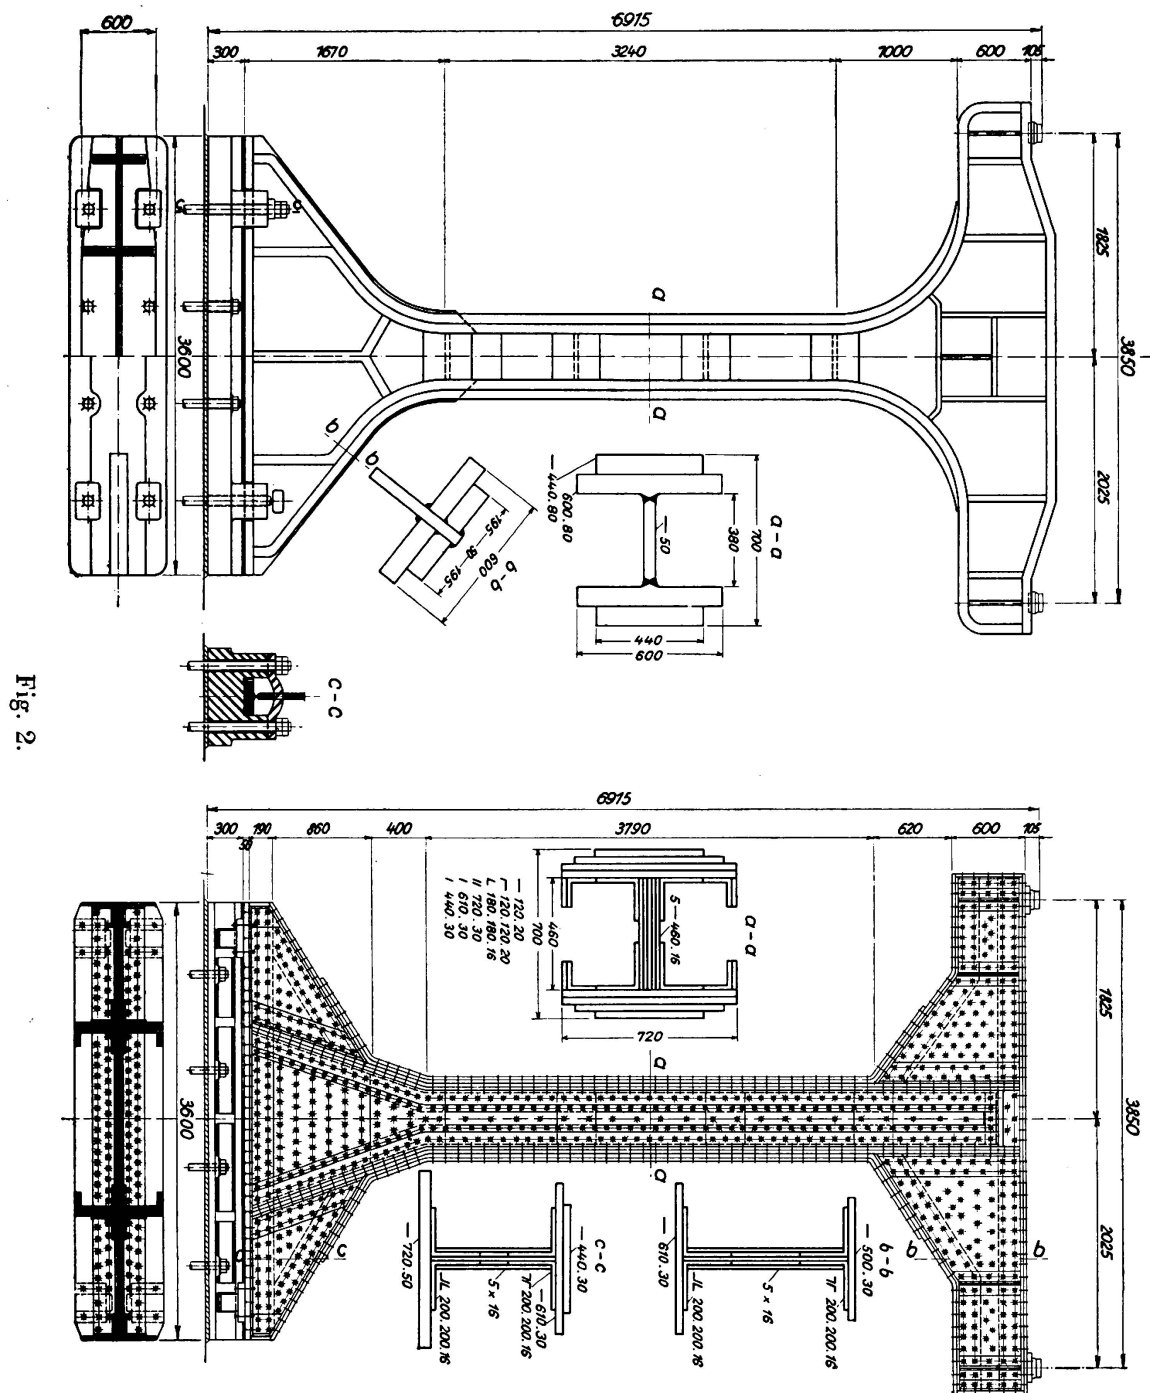 6915
300
1670
3240
1000
600
105
600
3600
1825
3850
2025
a
a
b
b
c
c
a-a
700
380
— 50
600.80
— 440.80
440
600
b-b
600
195
50
195
c-c
Fig. 2.
6915
300
190
860
400
3790
620
600
105
3600
1825
3850
2025
a
a
b
b
c
c
a-a
5 — 460.16
460
700
720
— 120.20
120.120.20
L 180.180.16
II 720.30
I 610.30
I 440.30
b-b
— 500.30
200.200.16
5 x 16
200.200.16
— 610.30
c-c
— 440.30
— 610.30
200.200.16
5 x 16
200.200.16
— 720.50